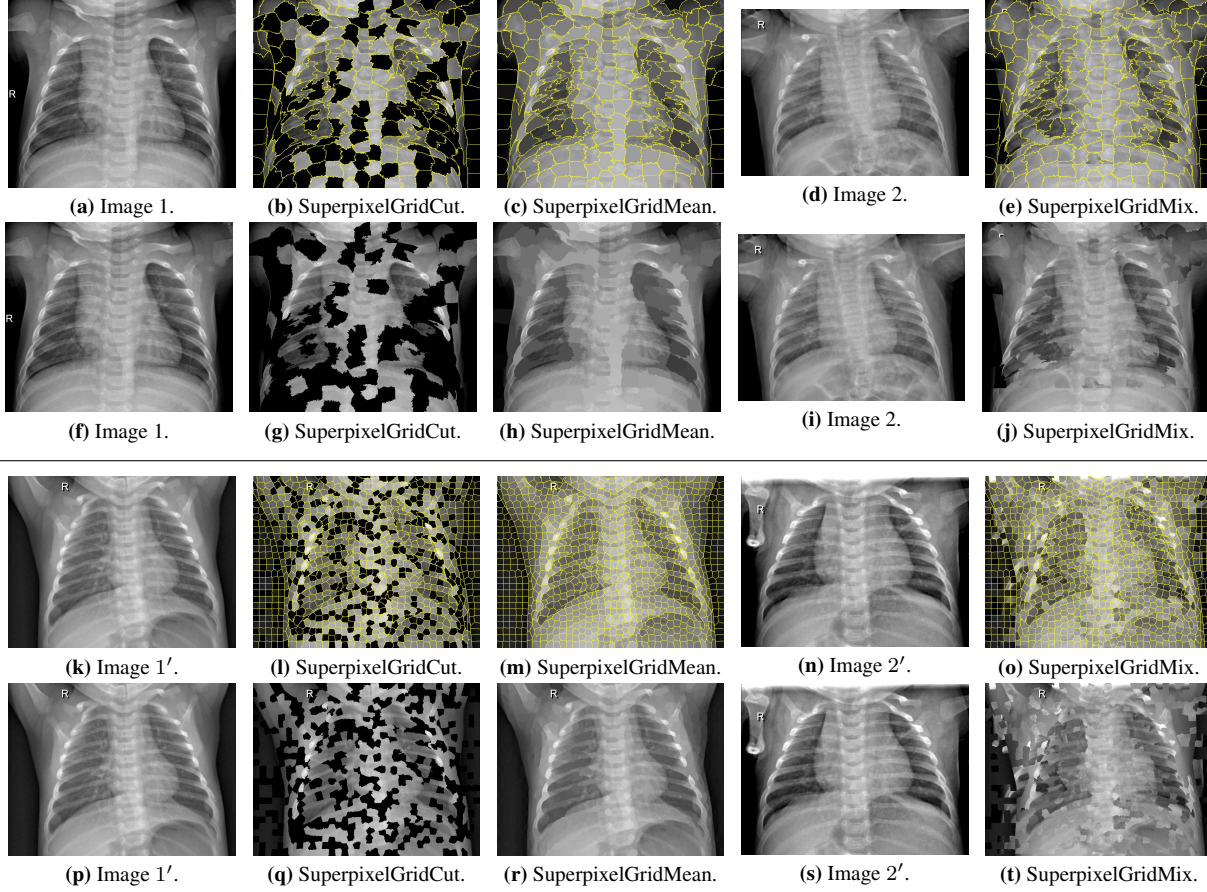 R
(a) Image 1.
(b) SuperpixelGridCut.
(c) SuperpixelGridMean.
R
(d) Image 2.
(e) SuperpixelGridMix.
R
(f) Image 1.
(g) SuperpixelGridCut.
(h) SuperpixelGridMean.
R
(i) Image 2.
(j) SuperpixelGridMix.
R
R
R
R
R
(k) Image 1′.
(l) SuperpixelGridCut.
(m) SuperpixelGridMean.
(n) Image 2′.
(o) SuperpixelGridMix.
R
R
R
R
R
(p) Image 1′.
(q) SuperpixelGridCut.
(r) SuperpixelGridMean.
(s) Image 2′.
(t) SuperpixelGridMix.